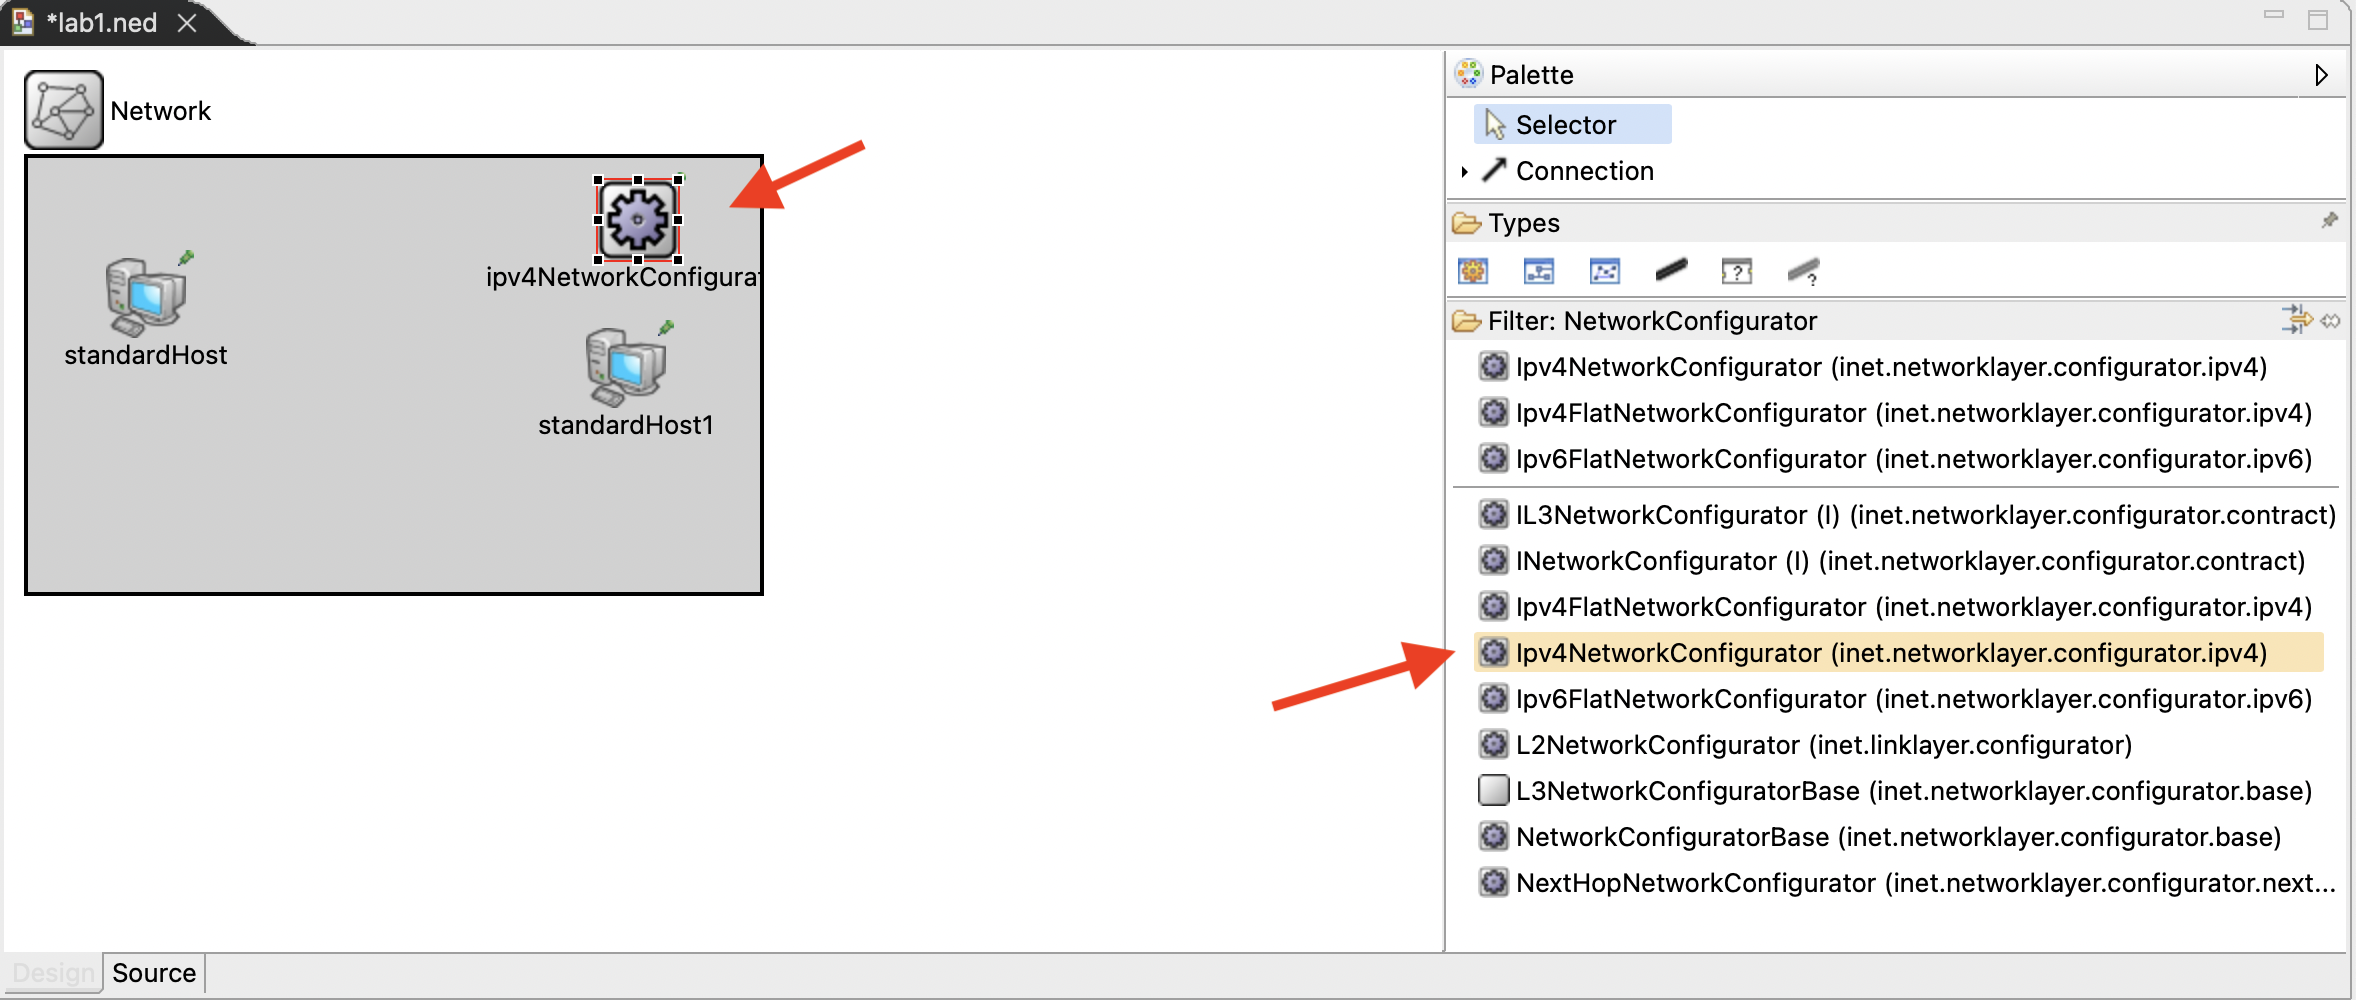 *lab1.ned
Network
ipv4NetworkConfigurat
standardHost
standardHost1
Palette
Selector
Connection
Types
Filter: NetworkConfigurator
Ipv4NetworkConfigurator (inet.networklayer.configurator.ipv4)
Ipv4FlatNetworkConfigurator (inet.networklayer.configurator.ipv4)
Ipv6FlatNetworkConfigurator (inet.networklayer.configurator.ipv6)
IL3NetworkConfigurator (I) (inet.networklayer.configurator.contract)
INetworkConfigurator (I) (inet.networklayer.configurator.contract)
Ipv4FlatNetworkConfigurator (inet.networklayer.configurator.ipv4)
Ipv4NetworkConfigurator (inet.networklayer.configurator.ipv4)
Ipv6FlatNetworkConfigurator (inet.networklayer.configurator.ipv6)
L2NetworkConfigurator (inet.linklayer.configurator)
L3NetworkConfiguratorBase (inet.networklayer.configurator.base)
NetworkConfiguratorBase (inet.networklayer.configurator.base)
NextHopNetworkConfigurator (inet.networklayer.configurator.next...
Design Source